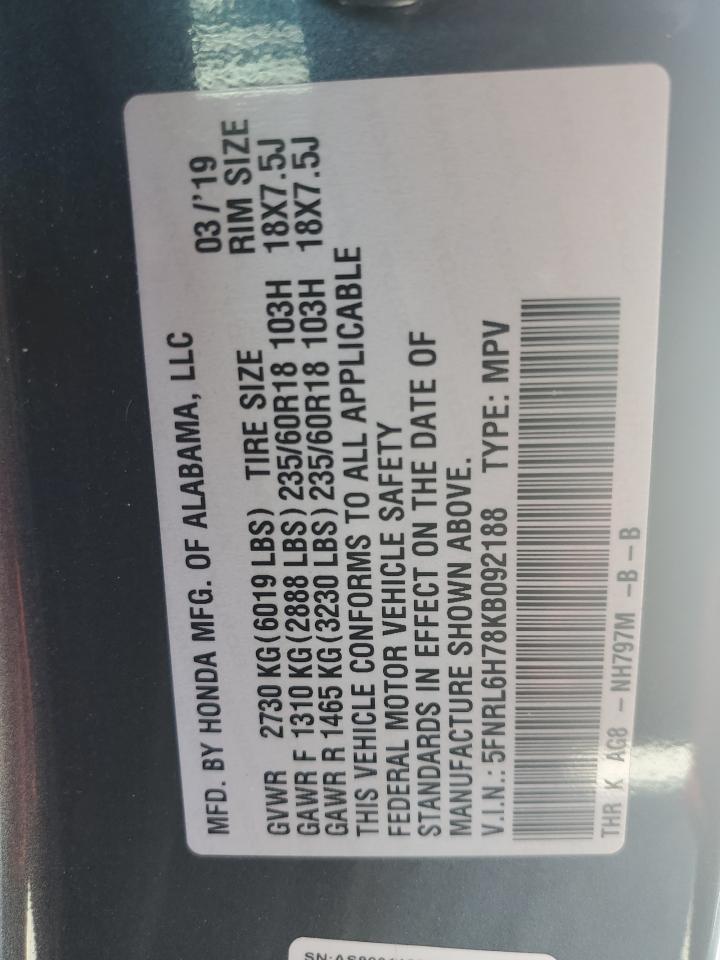 MFD. BY HONDA MFG. OF ALABAMA, LLC 03/'19
GVWR 2730 KG(6019 LBS) TIRE SIZE RIM SIZE
GAWR F 1310 KG(2888 LBS) 235/60R18 103H 18X7.5J
GAWR R 1465 KG(3230 LBS) 235/60R18 103H 18X7.5J
THIS VEHICLE CONFORMS TO ALL APPLICABLE
FEDERAL MOTOR VEHICLE SAFETY
STANDARDS IN EFFECT ON THE DATE OF
MANUFACTURE SHOWN ABOVE.
V.I.N.: 5FNRL6H78KB092188 TYPE: MPV
THR K AG8 - NH797M -B-B